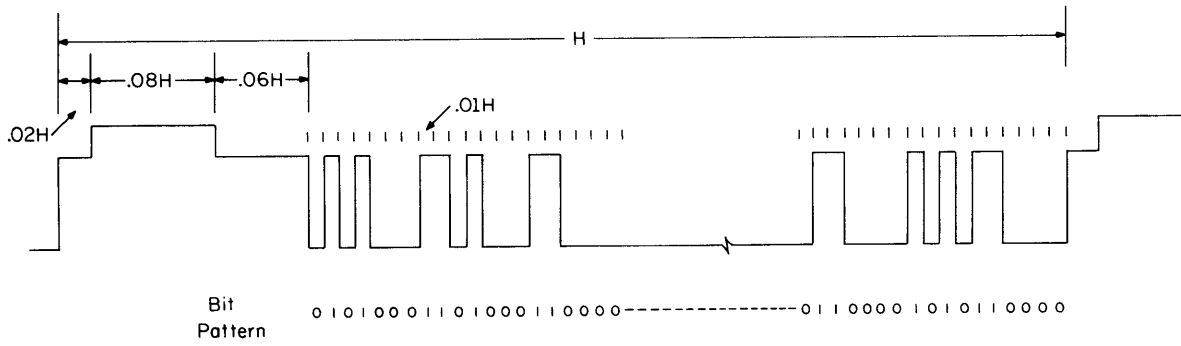 H
.08H
.06H
.01H
.02H
Bit Pattern
0 1 0 1 0 0 0 1 1 0 1 0 0 0 1 1 0 0 0 0 ------------------ 0 1 1 0 0 0 0 1 0 1 0 1 1 0 0 0 0